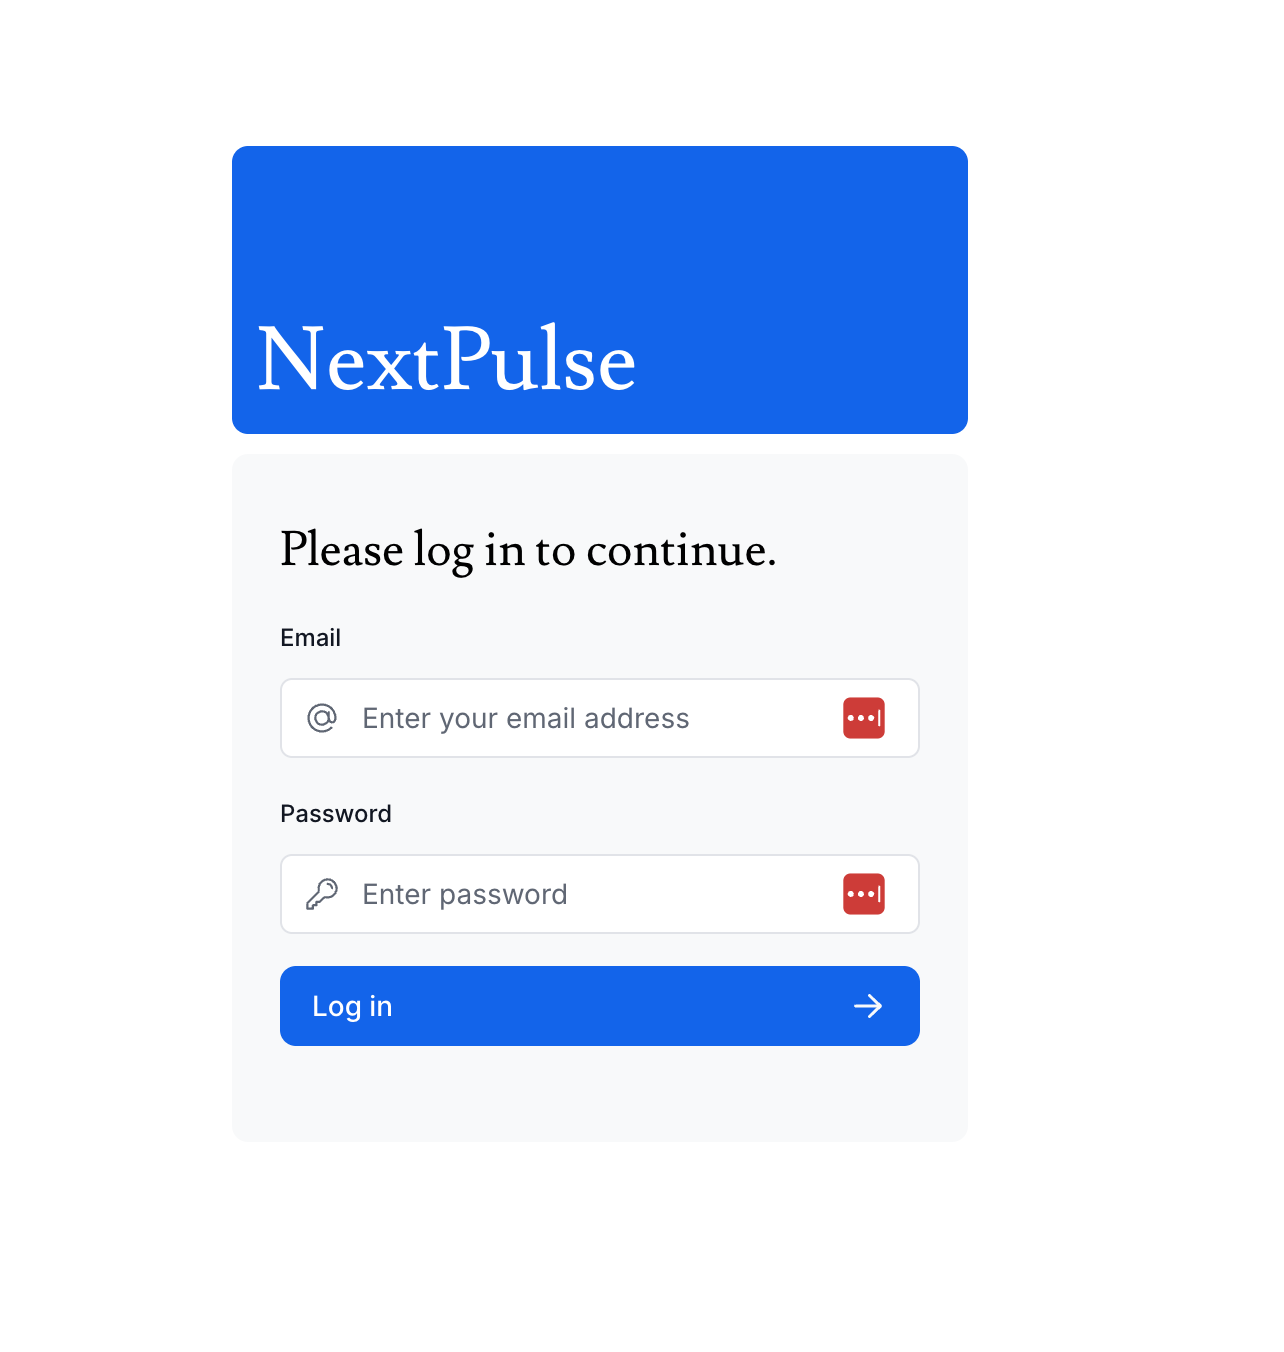 NextPulse
Please log in to continue.
Email
Enter your email address
Password
Enter password
Log in